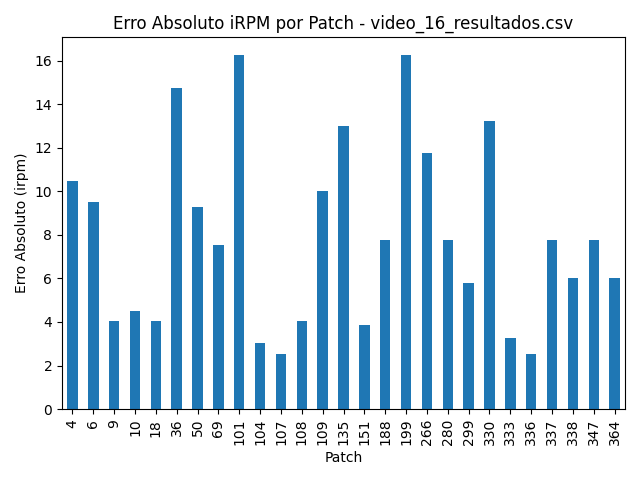 Erro Absoluto iRPM por Patch - video_16_resultados.csv
Erro Absoluto (irpm)
16
14
12
10
8
6
4
2
0
4 6 9 10 18 36 50 69 101 104 107 108 109 135 151 188 199 266 280 299 330 333 336 337 338 347 364
Patch